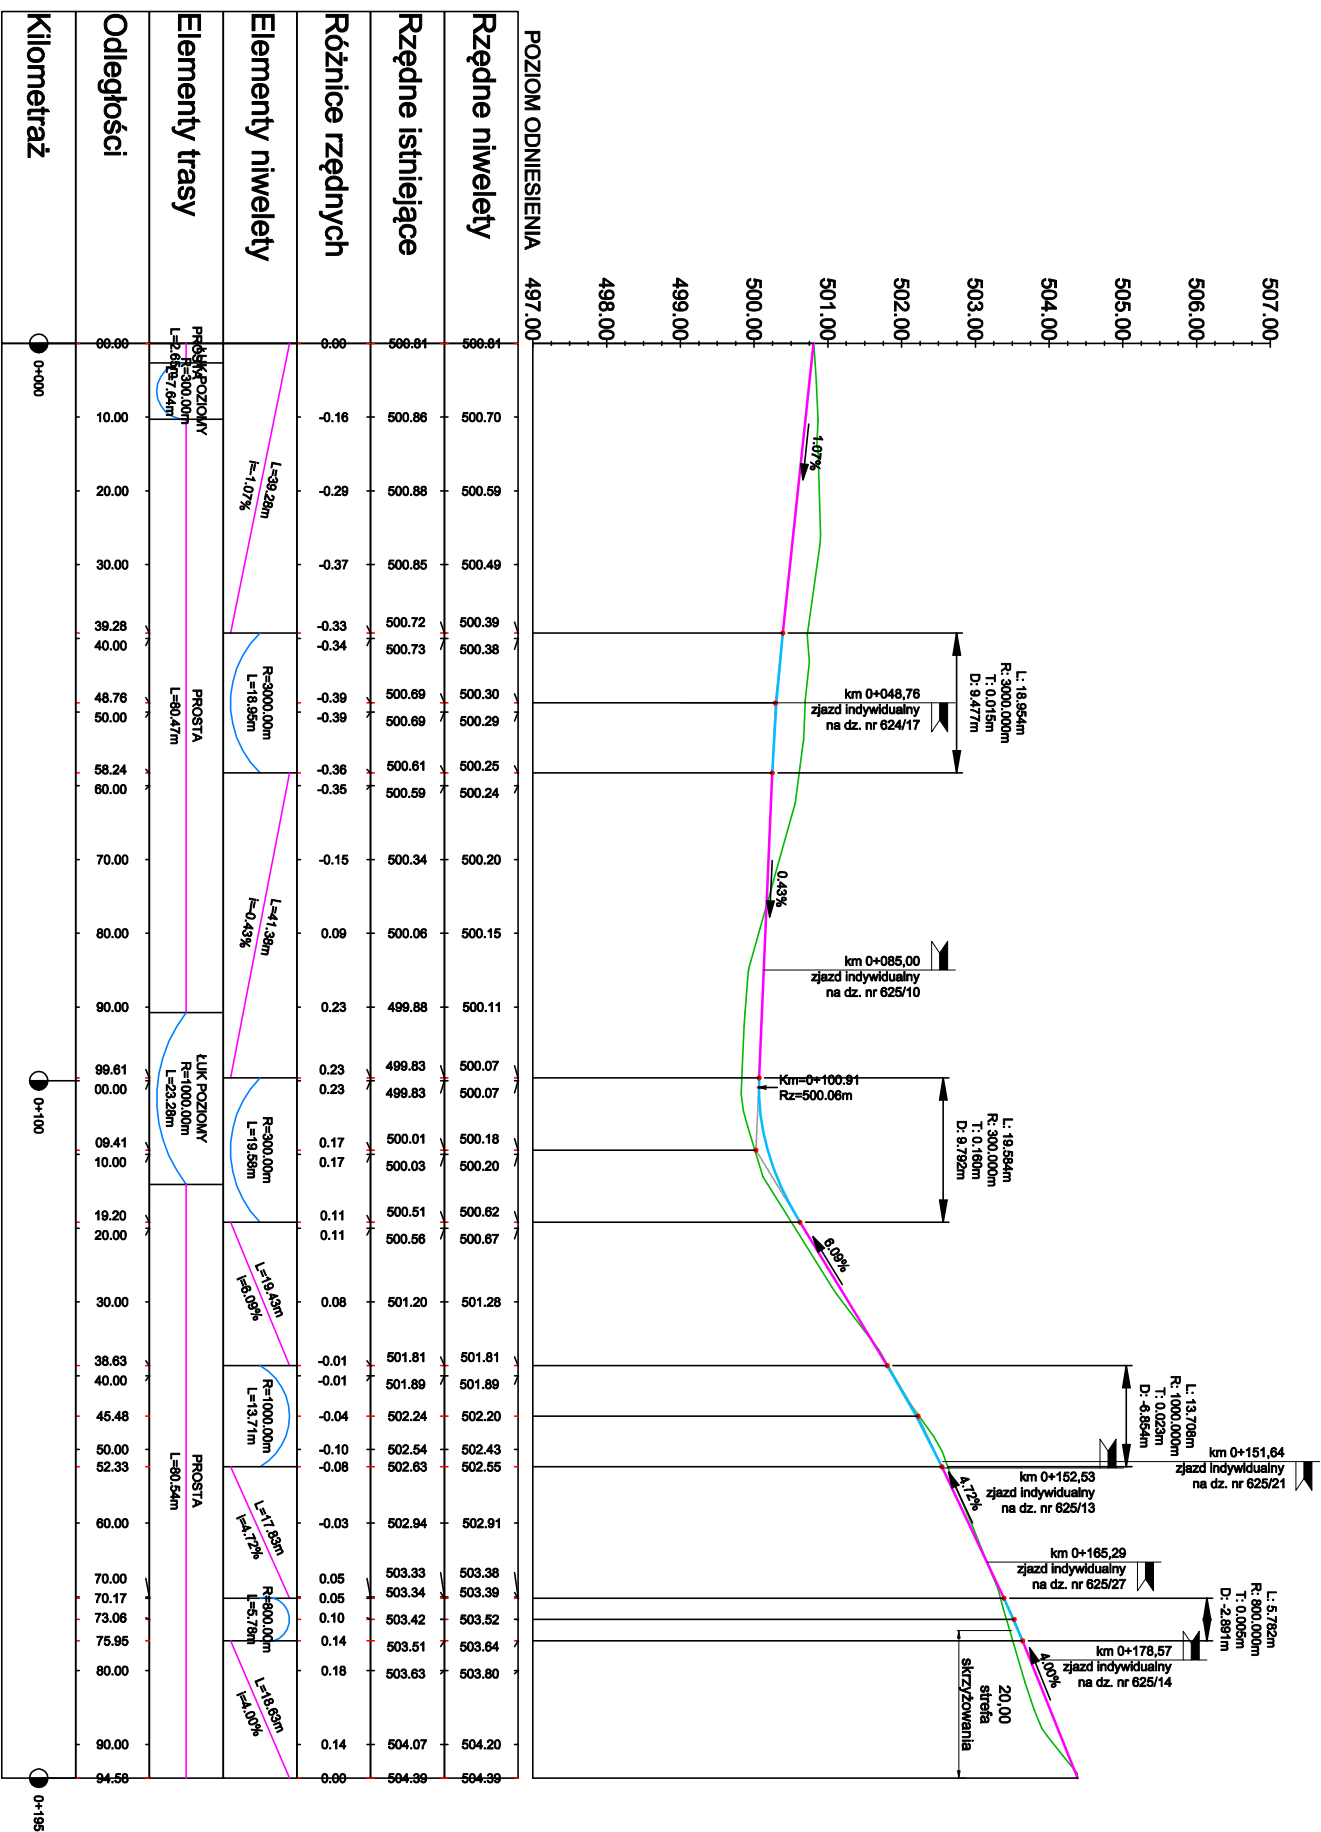 507.00
506.00
505.00
504.00
503.00
502.00
501.00
500.00
499.00
498.00
497.00
POZIOM ODNIESIENIA
1.07%
L: 18.954m
R: 3000.000m
T: 0.015m
D: 9.477m
km 0+048,76
zjazd indywidualny
na dz. nr 624/17
0.43%
km 0+085,00
zjazd indywidualny
na dz. nr 625/10
Km=0+100.91
Rz=500.06m
L: 19.584m
R: 300.000m
T: 0.160m
D: 9.792m
6.09%
L: 13.708m
R: 1000.000m
T: 0.023m
D: -6.854m
km 0+151,64
zjazd indywidualny
na dz. nr 625/21
km 0+152,53
zjazd indywidualny
na dz. nr 625/13
4.72%
km 0+165,29
zjazd indywidualny
na dz. nr 625/27
L: 5.782m
R: 800.000m
T: 0.005m
D: -2.891m
km 0+178,57
zjazd indywidualny
na dz. nr 625/14
4.00%
20,00
strefa
skrzyżowania
Rzędne niwelety
500.81 500.70 500.59 500.49 500.39 500.38 500.30 500.29 500.25 500.24 500.20 500.15 500.11 500.07 500.07 500.18 500.20 500.62 500.67 501.28 501.81 501.89 502.20 502.43 502.55 502.91 503.38 503.39 503.52 503.64 503.80 504.20 504.39
Rzędne istniejące
500.81 500.86 500.88 500.85 500.72 500.73 500.69 500.69 500.61 500.59 500.34 500.06 499.88 499.83 499.83 500.01 500.03 500.51 500.56 501.20 501.81 501.89 502.24 502.54 502.63 502.94 503.33 503.34 503.42 503.51 503.63 504.07 504.39
Różnice rzędnych
0.00 -0.16 -0.29 -0.37 -0.33 -0.34 -0.39 -0.39 -0.36 -0.35 -0.15 0.09 0.23 0.23 0.23 0.17 0.17 0.11 0.11 0.08 -0.01 -0.01 -0.04 -0.10 -0.08 -0.03 0.05 0.05 0.10 0.14 0.18 0.14 0.00
Elementy niwelety
L=39.28m
i=-1.07%
R=3000.00m
L=18.95m
L=41.38m
i=-0.43%
R=300.00m
L=19.58m
L=19.43m
i=6.09%
R=1000.00m
L=13.71m
L=17.83m
i=4.72%
R=800.00m
L=5.78m
L=18.63m
i=4.00%
Elementy trasy
PROSTA
L=2.65m
ŁUK POZIOMY
R=300.00m
L=7.64m
PROSTA
L=80.47m
ŁUK POZIOMY
R=1000.00m
L=23.28m
PROSTA
L=80.54m
Odległości
00.00 10.00 20.00 30.00 39.28 40.00 48.76 50.00 58.24 60.00 70.00 80.00 90.00 99.61 00.00 09.41 10.00 19.20 20.00 30.00 38.63 40.00 45.48 50.00 52.33 60.00 70.00 70.17 73.06 75.95 80.00 90.00 94.58
Kilometraż
0+000 0+100 0+195